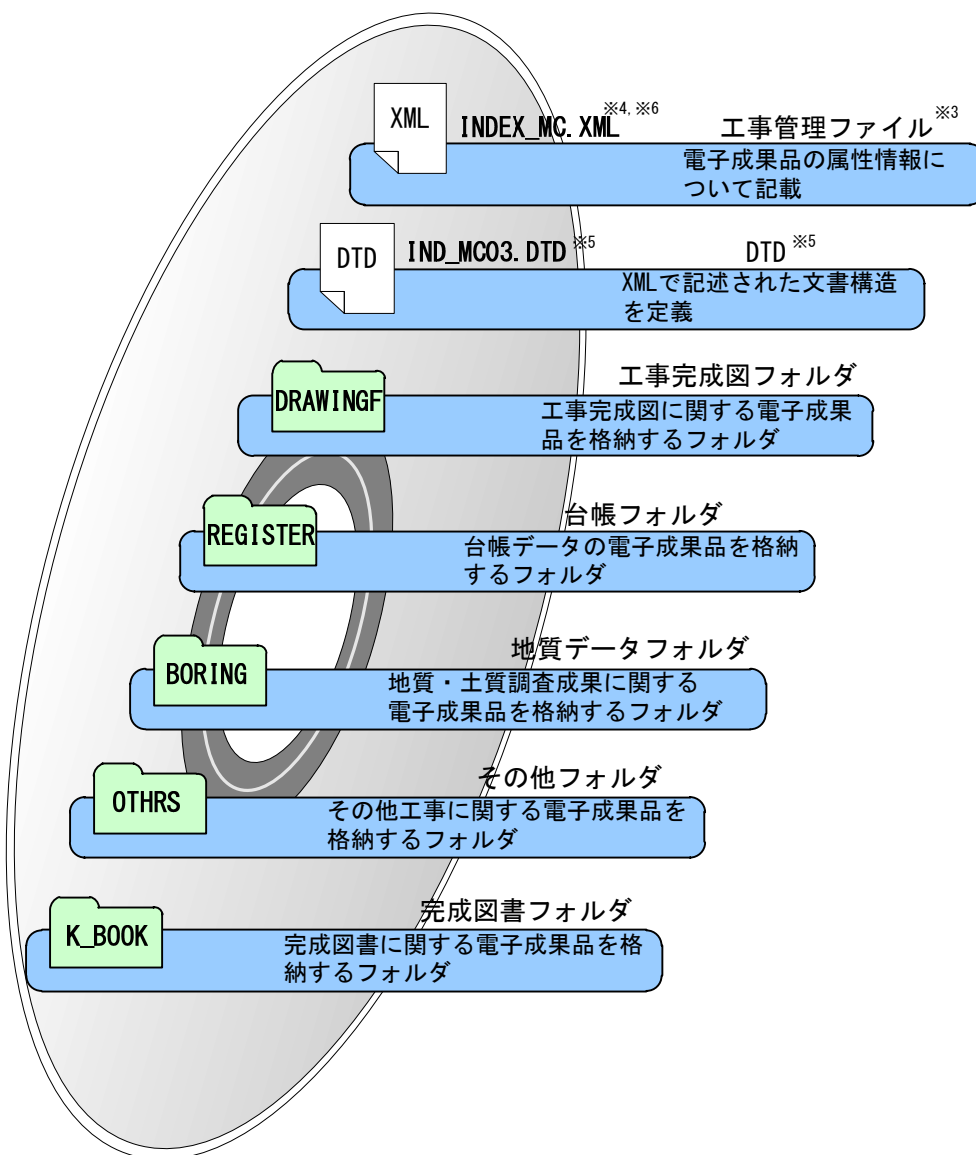 XML
INDEX_MC.XML※4,※6 工事管理ファイル※3
電子成果品の属性情報に
ついて記載
DTD
IND_MC03.DTD※5 DTD※5
XMLで記述された文書構造
を定義
DRAWINGF
工事完成図フォルダ
工事完成図に関する電子成果
品を格納するフォルダ
REGISTER
台帳フォルダ
台帳データの電子成果品を格納
するフォルダ
BORING
地質データフォルダ
地質・土質調査成果に関する
電子成果品を格納するフォルダ
OTHRS
その他フォルダ
その他工事に関する電子成果品を
格納するフォルダ
K_BOOK
完成図書フォルダ
完成図書に関する電子成果品を格
納するフォルダ